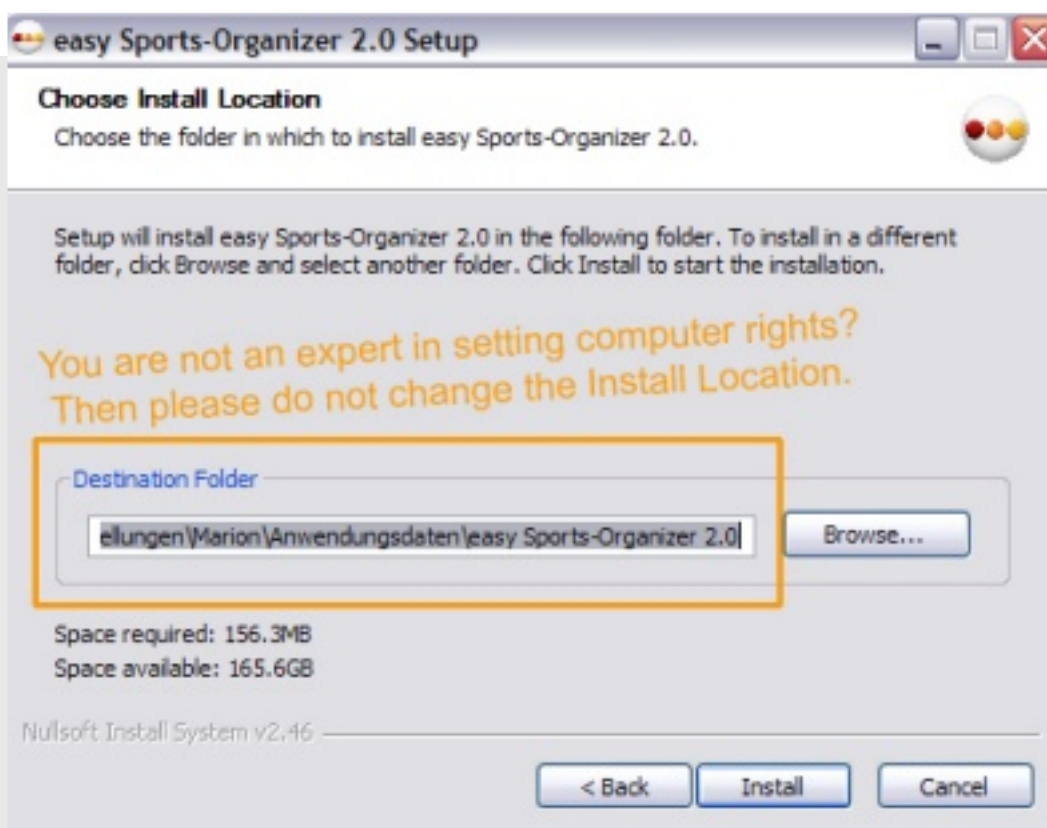 easy Sports-Organizer 2.0 Setup
Choose Install Location
Choose the folder in which to install easy Sports-Organizer 2.0.
Setup will install easy Sports-Organizer 2.0 in the following folder. To install in a different
folder, click Browse and select another folder. Click Install to start the installation.
You are not an expert in setting computer rights?
Then please do not change the Install Location.
Destination Folder
ellungen\Marion\Anwendungsdaten\easy Sports-Organizer 2.0
Browse...
Space required: 156.3MB
Space available: 165.6GB
Nullsoft Install System v2.46
< Back
Install
Cancel